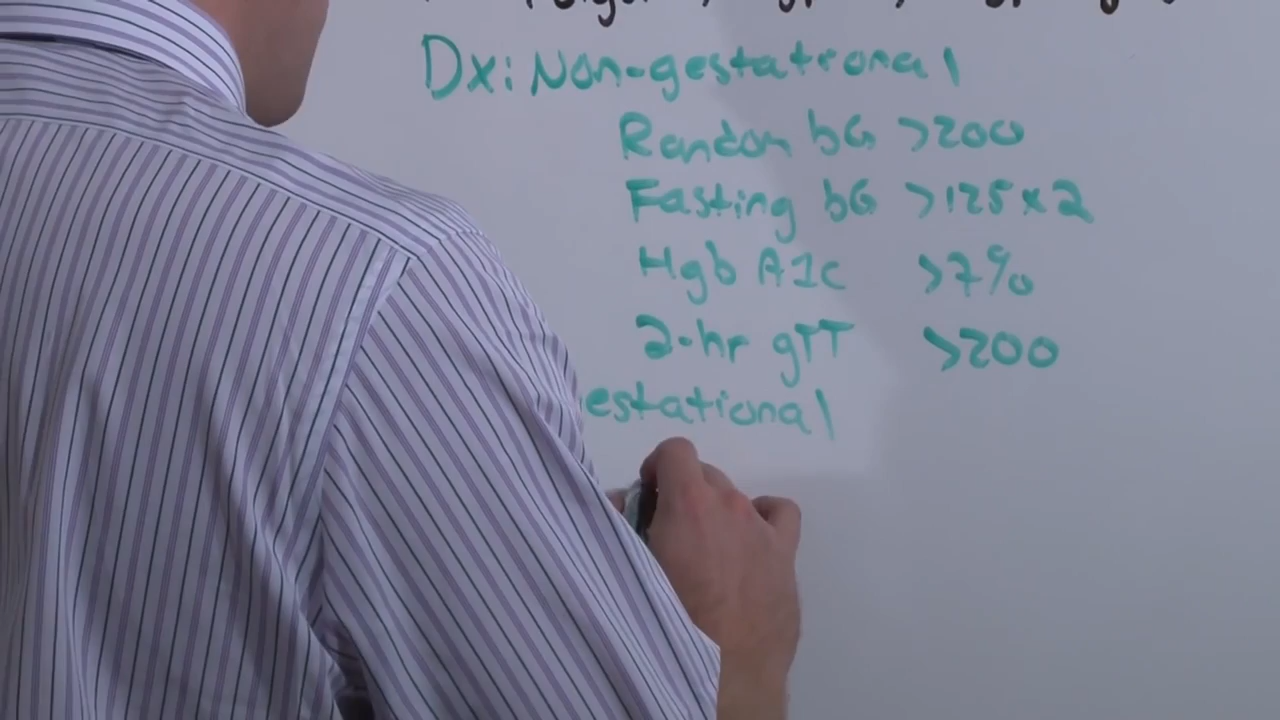 Dx: Non-gestational
Random bG >200
Fasting bG >125 x 2
Hgb A1c >7%
2-hr gTT >200
estational